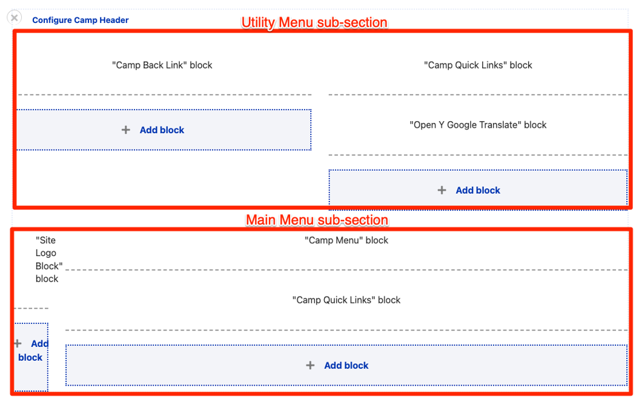 Configure Camp Header
Utility Menu sub-section
"Camp Back Link" block
"Camp Quick Links" block
+ Add block
"Open Y Google Translate" block
+ Add block
Main Menu sub-section
"Site
Logo
Block"
block
"Camp Menu" block
"Camp Quick Links" block
+ Add
block
+ Add block